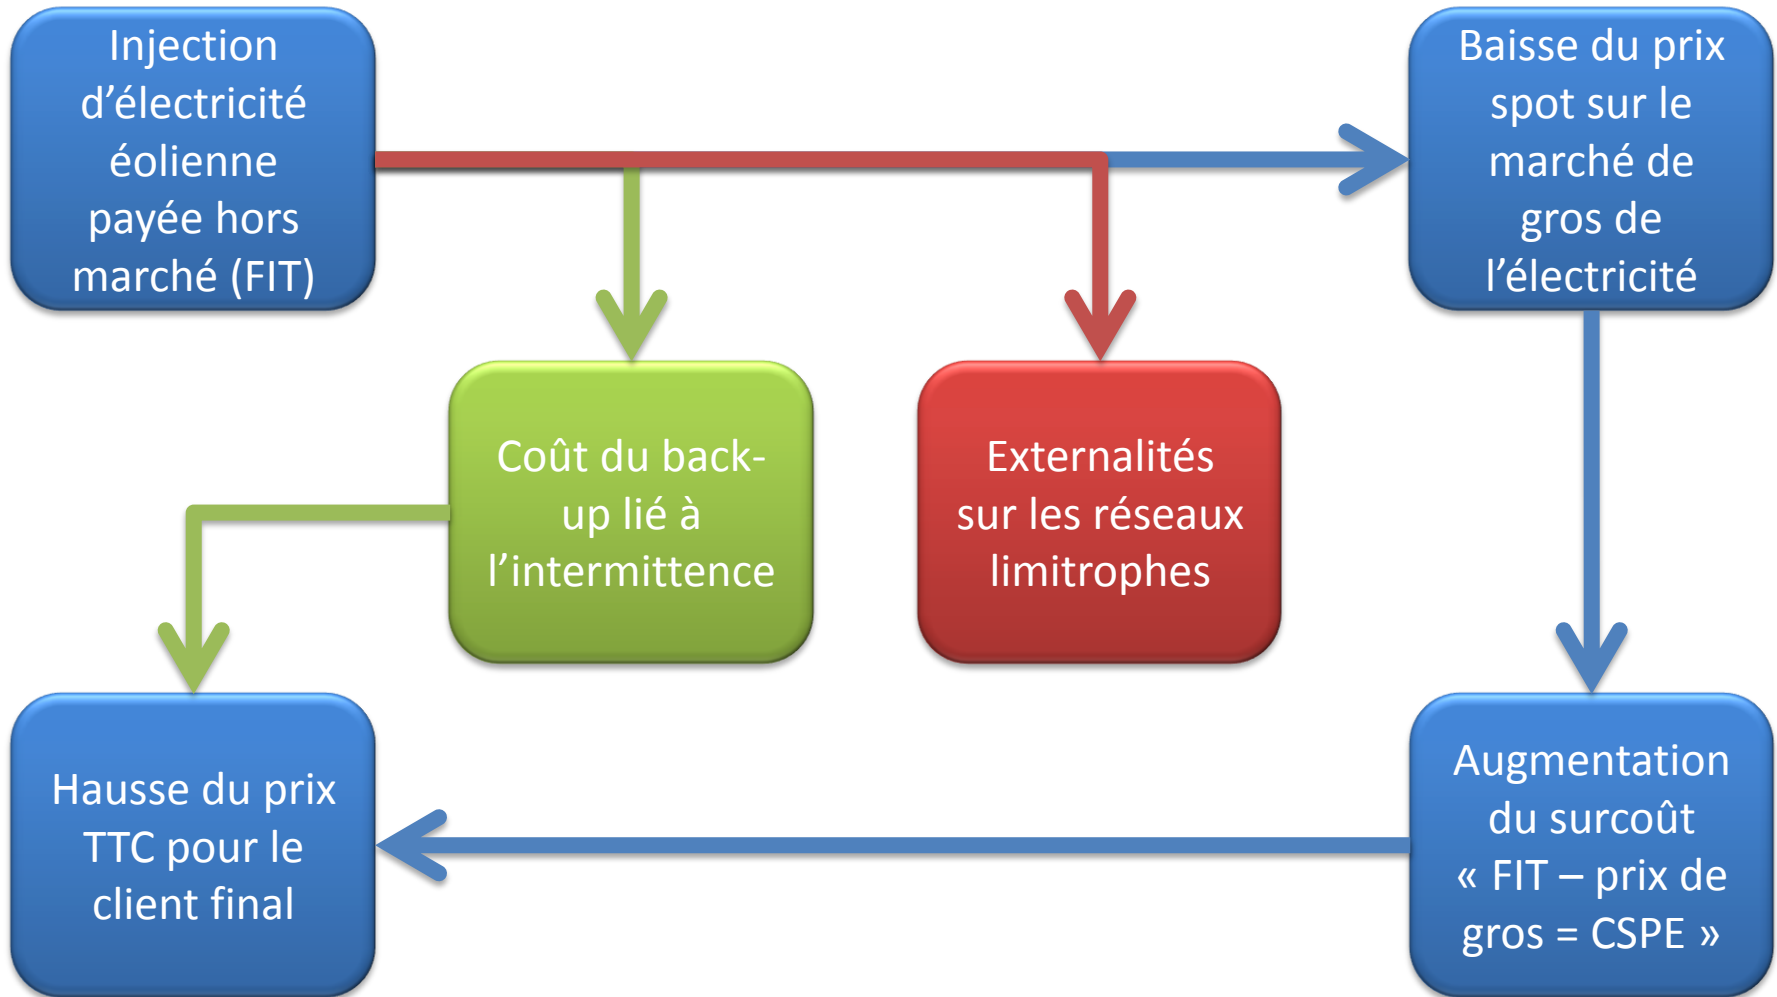 Injection
d’électricité
éolienne
payée hors
marché (FIT)
Baisse du prix
spot sur le
marché de
gros de
l’électricité
Coût du back-
up lié à
l’intermittence
Externalités
sur les réseaux
limitrophes
Hausse du prix
TTC pour le
client final
Augmentation
du surcoût
« FIT – prix de
gros = CSPE »